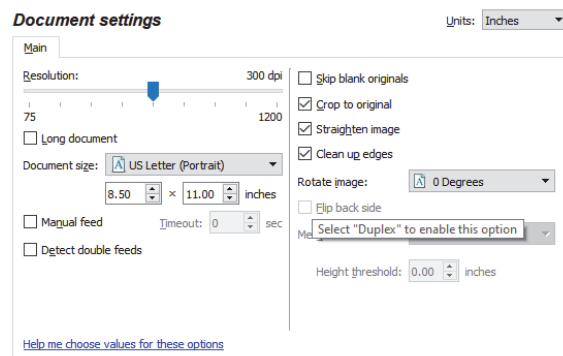 Document settings
Units: Inches
Main
Resolution: 300 dpi
75 1200
Long document
Document size: US Letter (Portrait)
8.50 × 11.00 inches
Manual feed Timeout: 0 sec
Detect double feeds
Skip blank originals
Crop to original
Straighten image
Clean up edges
Rotate image: 0 Degrees
Flip back side
Select "Duplex" to enable this option
Height threshold: 0.00 inches
Help me choose values for these options